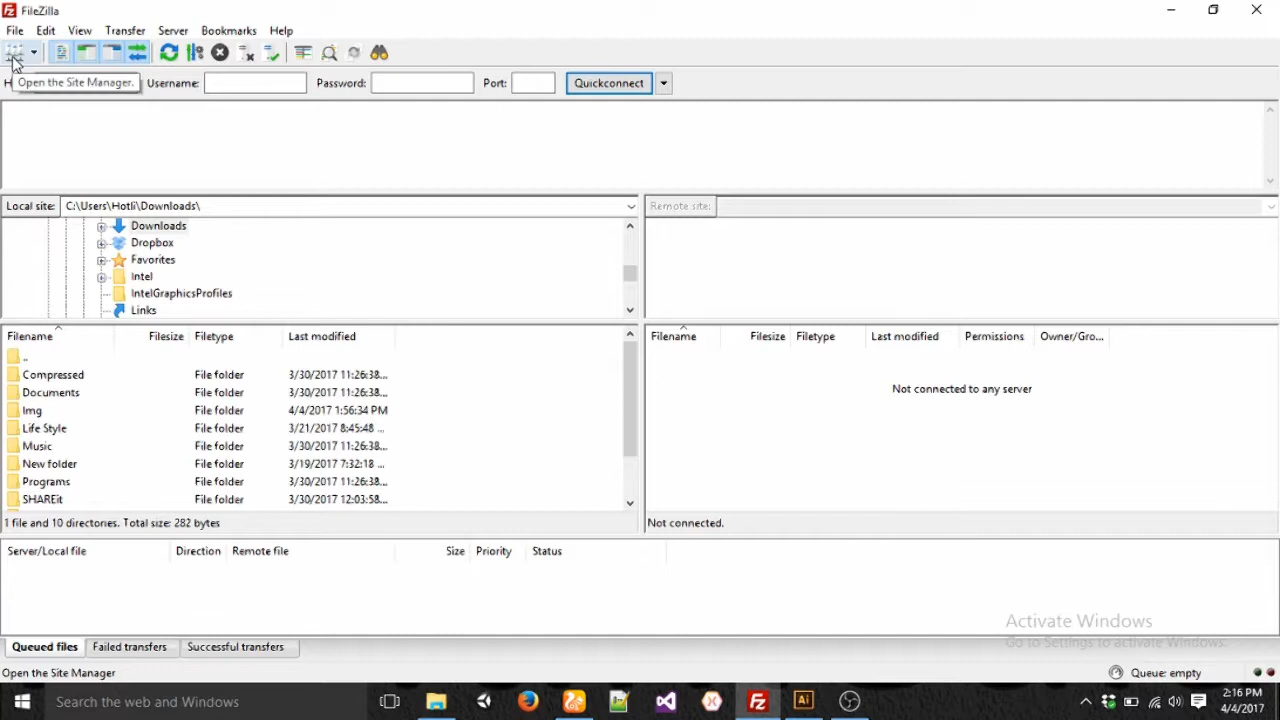 FileZilla
File Edit View Transfer Server Bookmarks Help
Open the Site Manager. Username: Password: Port: Quickconnect
Local site: C:\Users\Hotli\Downloads\ Remote site:
Downloads
Dropbox
Favorites
Intel
IntelGraphicsProfiles
Links
Filename Filesize Filetype Last modified Filename Filesize Filetype Last modified Permissions Owner/Gro...
..
Compressed File folder 3/30/2017 11:26:38...
Not connected to any server
Documents File folder 3/30/2017 11:26:38...
Img File folder 4/4/2017 1:56:34 PM
Life Style File folder 3/21/2017 8:45:48 ...
Music File folder 3/30/2017 11:26:38...
New folder File folder 3/19/2017 7:32:18 ...
Programs File folder 3/30/2017 11:26:38...
SHAREit File folder 3/30/2017 12:03:58...
1 file and 10 directories. Total size: 282 bytes Not connected.
Server/Local file Direction Remote file Size Priority Status
Activate Windows
Go to Settings to activate Windows.
Queued files Failed transfers Successful transfers
Open the Site Manager Queue: empty
Search the web and Windows
2:16 PM
4/4/2017